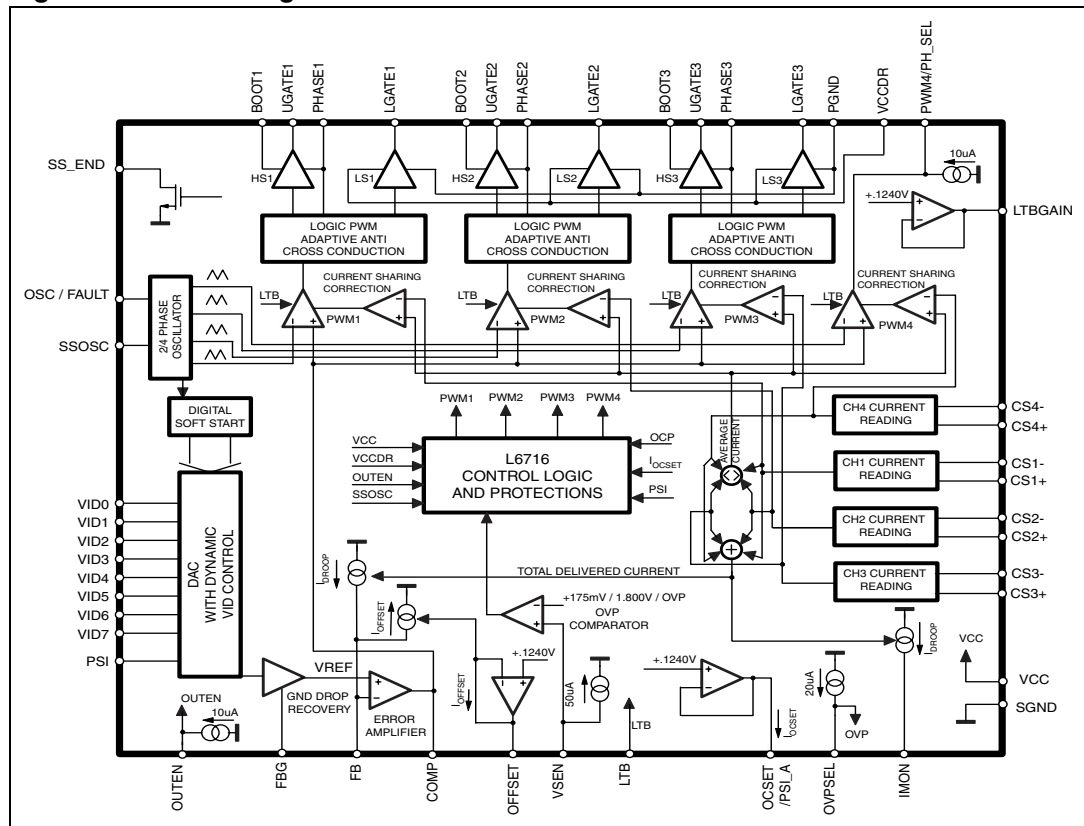 BOOT1
UGATE1
PHASE1
LGATE1
BOOT2
UGATE2
PHASE2
LGATE2
BOOT3
UGATE3
PHASE3
LGATE3
PGND
VCCDR
PWM4/PH_SEL
SS_END
HS1
LS1
HS2
LS2
HS3
LS3
10uA
+.1240V
LTBGAIN
LOGIC PWM
ADAPTIVE ANTI
CROSS CONDUCTION
LOGIC PWM
ADAPTIVE ANTI
CROSS CONDUCTION
LOGIC PWM
ADAPTIVE ANTI
CROSS CONDUCTION
CURRENT SHARING
CORRECTION
CURRENT SHARING
CORRECTION
CURRENT SHARING
CORRECTION
CURRENT SHARING
CORRECTION
LTB
LTB
LTB
LTB
PWM1
PWM2
PWM3
PWM4
OSC / FAULT
SSOSC
2/4 PHASE
OSCILLATOR
DIGITAL
SOFT START
PWM1
PWM2
PWM3
PWM4
VCC
VCCDR
OUTEN
SSOSC
L6716
CONTROL LOGIC
AND PROTECTIONS
OCP
IOCSET
PSI
AVERAGE
CURRENT
CH4 CURRENT
READING
CS4-
CS4+
CH1 CURRENT
READING
CS1-
CS1+
CH2 CURRENT
READING
CS2-
CS2+
CH3 CURRENT
READING
CS3-
CS3+
VID0
VID1
VID2
VID3
VID4
VID5
VID6
VID7
PSI
DAC
WITH DYNAMIC
VID CONTROL
IDROOP
TOTAL DELIVERED CURRENT
IOFFSET
+175mV / 1.800V / OVP
OVP
COMPARATOR
+.1240V
IOFFSET
50uA
LTB
+.1240V
IOCSET
20uA
OVP
IDROOP
VCC
VCC
SGND
VREF
GND DROP
RECOVERY
ERROR
AMPLIFIER
OUTEN
10uA
OUTEN
FBG
FB
COMP
OFFSET
VSEN
LTB
OCSET
/PSI_A
OVPSEL
IMON